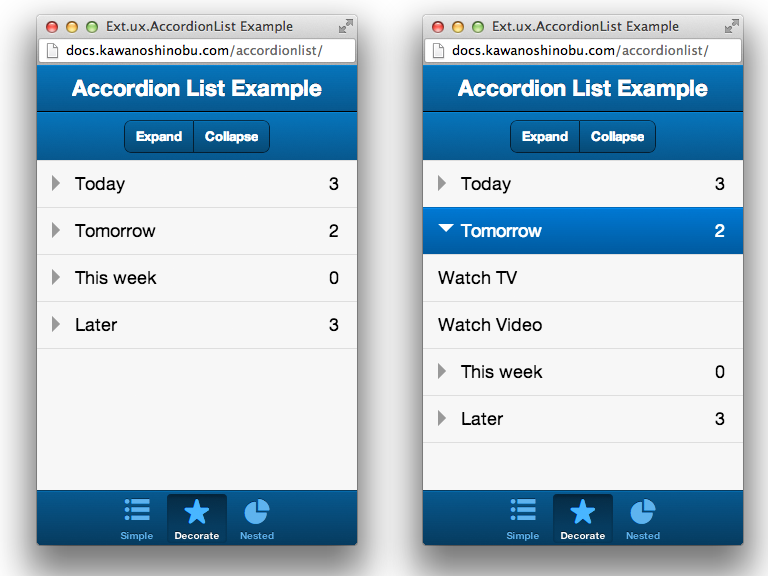 Ext.ux.AccordionList Example
docs.kawanoshinobu.com/accordionlist/
Accordion List Example
Expand Collapse
Today 3
Tomorrow 2
This week 0
Later 3
Simple Decorate Nested
Ext.ux.AccordionList Example
docs.kawanoshinobu.com/accordionlist/
Accordion List Example
Expand Collapse
Today 3
Tomorrow 2
Watch TV
Watch Video
This week 0
Later 3
Simple Decorate Nested